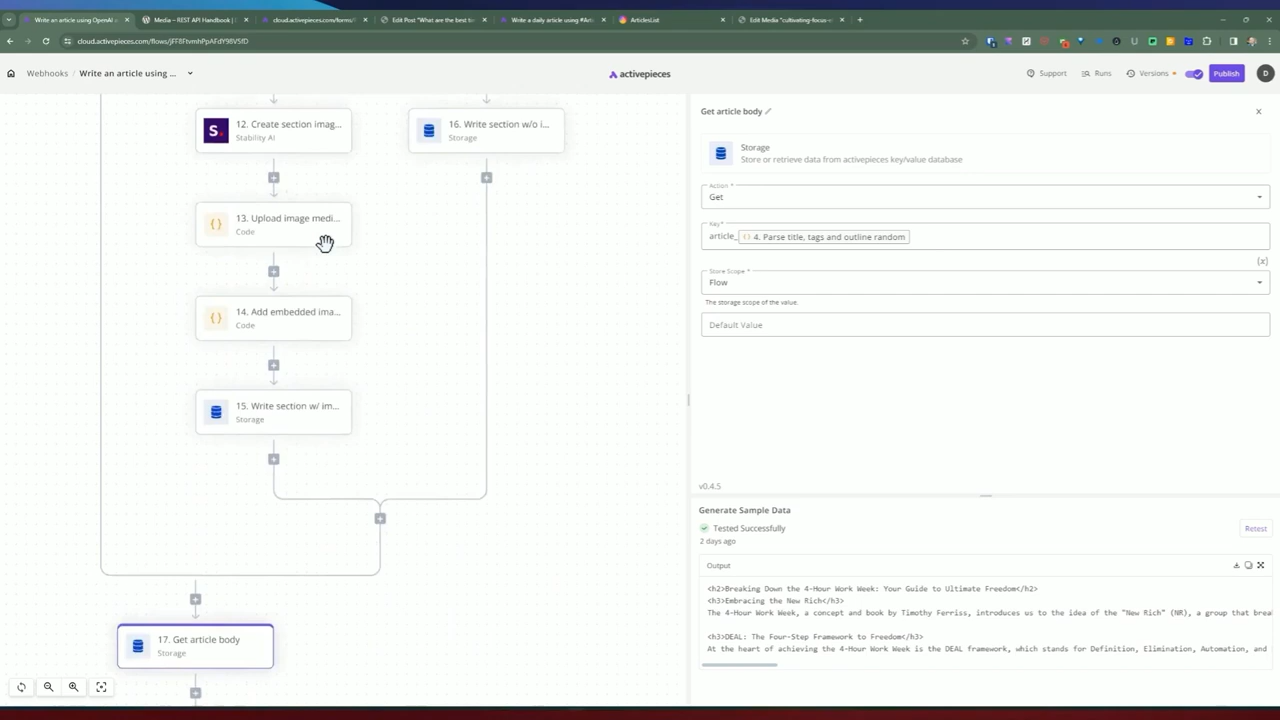 Write an article using OpenAI a
Media – REST API Handbook |
cloud.activepieces.com/forms/
Edit Post "What are the best
Write a daily article using #Arti
ArticlesList
Edit Media "cultivating-focus-
cloud.activepieces.com/flows/
Webhooks / Write an article using ...
activepieces
Support
Runs
Versions
Publish
D
12. Create section imag...
Stability AI
16. Write section w/o i...
Storage
13. Upload image medi...
Code
14. Add embedded ima...
Code
15. Write section w/ im...
Storage
17. Get article body
Storage
Get article body
Storage
Store or retrieve data from activepieces key/value database
Action *
Get
Key *
article_ 4. Parse title, tags and outline random
(x)
Store Scope *
Flow
The storage scope of the value.
Default Value
v0.4.5
Generate Sample Data
Tested Successfully
2 days ago
Retest
Output
<h2>Breaking Down the 4-Hour Work Week: Your Guide to Ultimate Freedom</h2>
<h3>Embracing the New Rich</h3>
The 4-Hour Work Week, a concept and book by Timothy Ferriss, introduces us to the idea of the "New Rich" (NR), a group that brea
<h3>DEAL: The Four-Step Framework to Freedom</h3>
At the heart of achieving the 4-Hour Work Week is the DEAL framework, which stands for Definition, Elimination, Automation, and